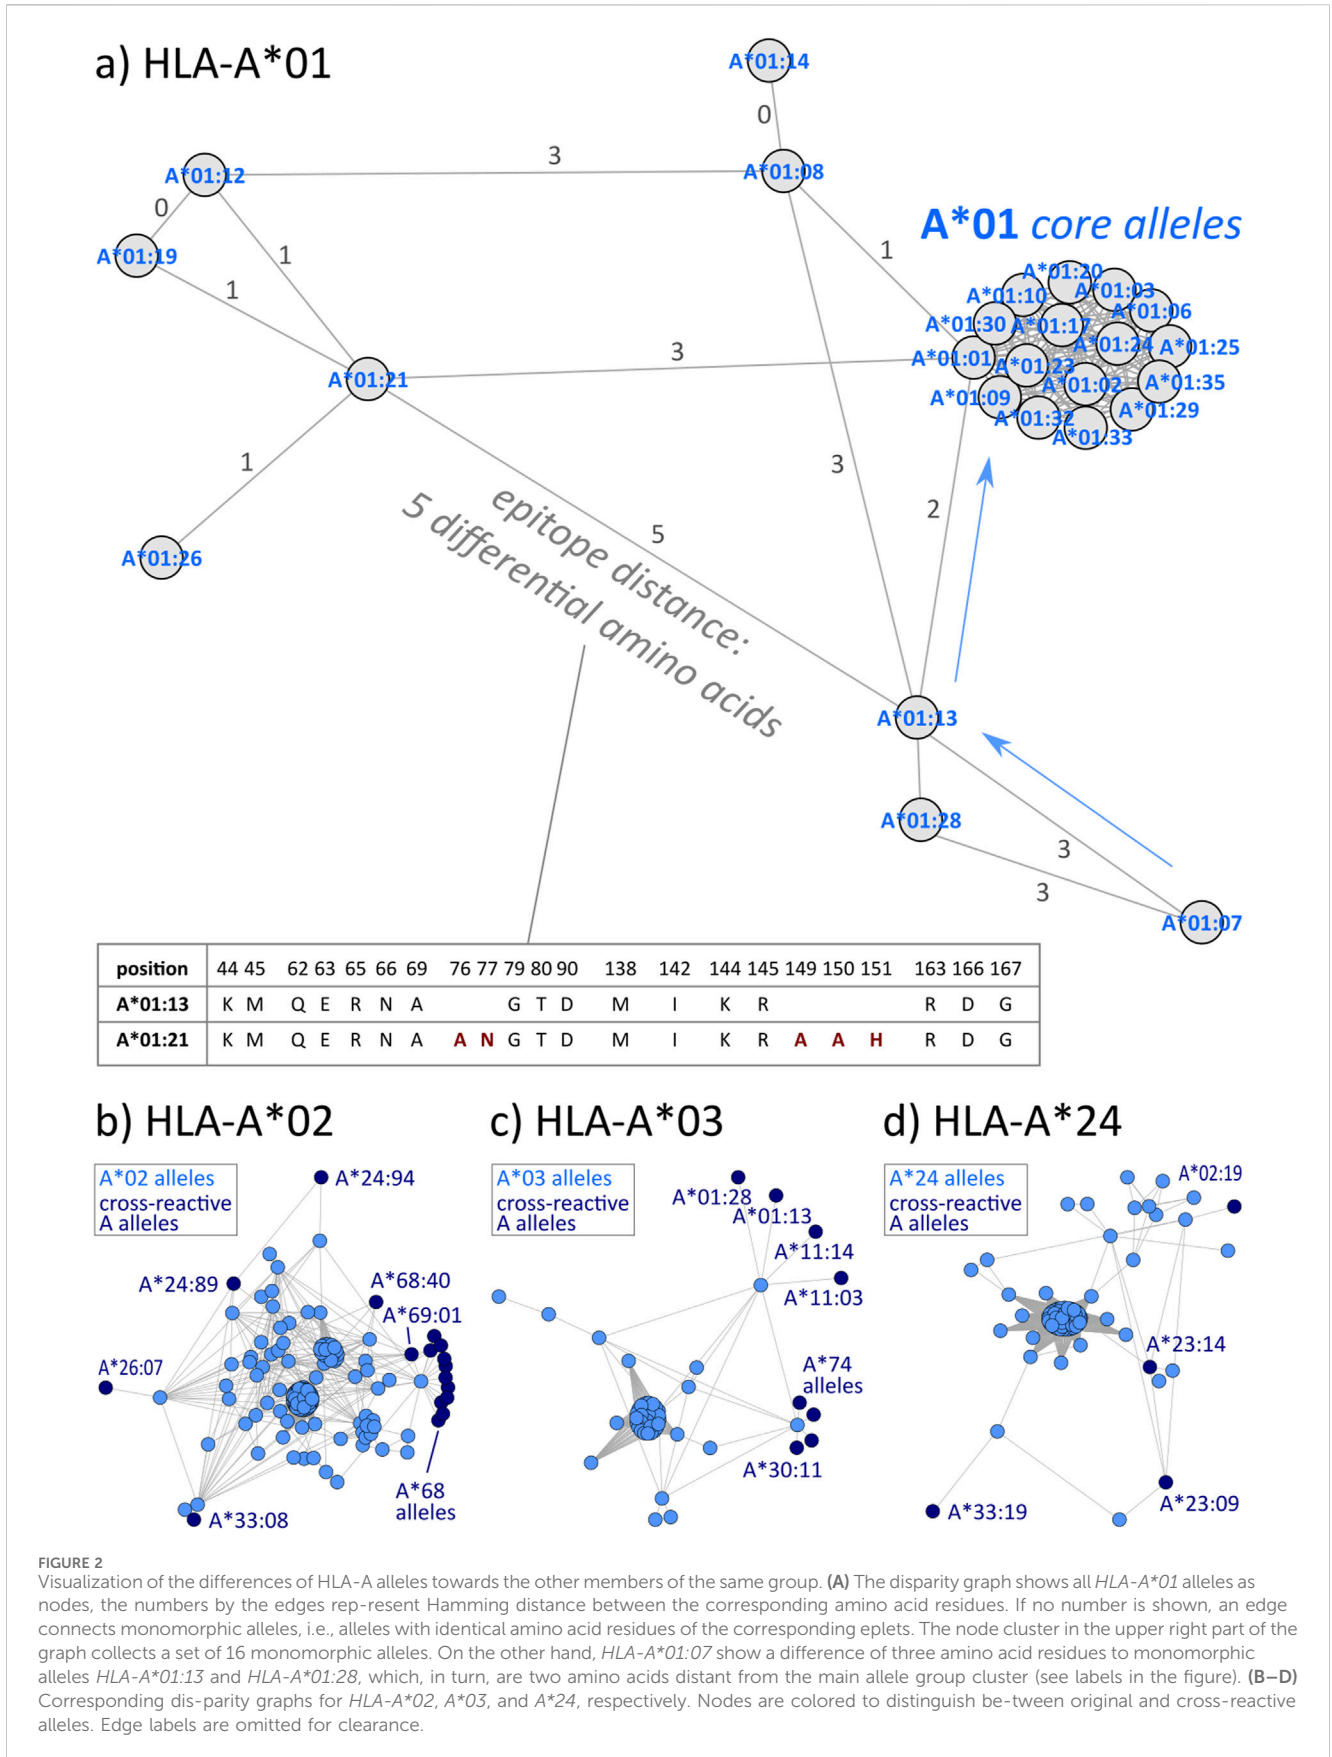 a) HLA-A*01
A*01:14
0
A*01:12
3
A*01:08
0
A*01 core alleles
A*01:19
1
1
1
A*01:20
A*01:10
A*01:03
A*01:06
A*01:30
A*01:17
A*01:24
A*01:25
A*01:01
A*01:23
A*01:02
A*01:35
A*01:09
A*01:29
A*01:32
A*01:33
3
A*01:21
1
3
2
5
epitope distance:
5 differential amino acids
A*01:26
A*01:13
A*01:28
3
3
A*01:07
position 44 45 62 63 65 66 69 76 77 79 80 90 138 142 144 145 149 150 151 163 166 167
A*01:13 K M Q E R N A G T D M I K R R D G
A*01:21 K M Q E R N A A N G T D M I K R A A H R D G
b) HLA-A*02
A*02 alleles
cross-reactive
A alleles
A*24:94
A*24:89
A*68:40
A*69:01
A*26:07
A*68
alleles
A*33:08
c) HLA-A*03
A*03 alleles
cross-reactive
A alleles
A*01:28
A*01:13
A*11:14
A*11:03
A*74
alleles
A*30:11
d) HLA-A*24
A*24 alleles
cross-reactive
A alleles
A*02:19
A*23:14
A*23:09
A*33:19
FIGURE 2
Visualization of the differences of HLA-A alleles towards the other members of the same group. (A) The disparity graph shows all HLA-A*01 alleles as
nodes, the numbers by the edges rep-resent Hamming distance between the corresponding amino acid residues. If no number is shown, an edge
connects monomorphic alleles, i.e., alleles with identical amino acid residues of the corresponding eplets. The node cluster in the upper right part of the
graph collects a set of 16 monomorphic alleles. On the other hand, HLA-A*01:07 show a difference of three amino acid residues to monomorphic
alleles HLA-A*01:13 and HLA-A*01:28, which, in turn, are two amino acids distant from the main allele group cluster (see labels in the figure). (B–D)
Corresponding dis-parity graphs for HLA-A*02, A*03, and A*24, respectively. Nodes are colored to distinguish be-tween original and cross-reactive
alleles. Edge labels are omitted for clearance.